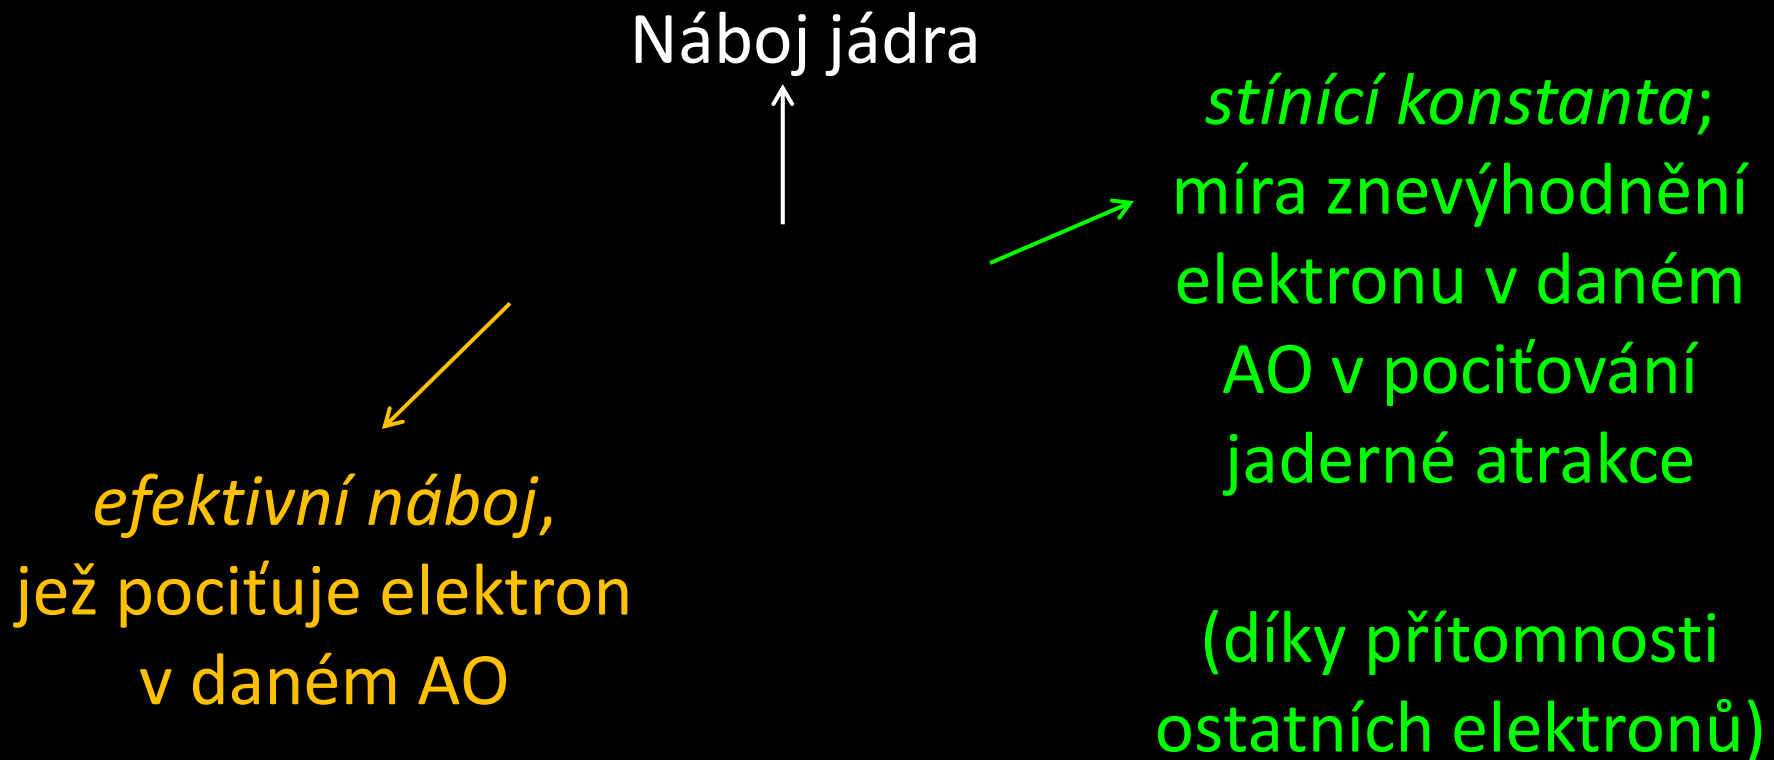 Náboj jádra
stínící konstanta;
míra znevýhodnění
elektronu v daném
AO v pociťování
jaderné atrakce
(díky přítomnosti
ostatních elektronů)
efektivní náboj,
jež pociťuje elektron
v daném AO